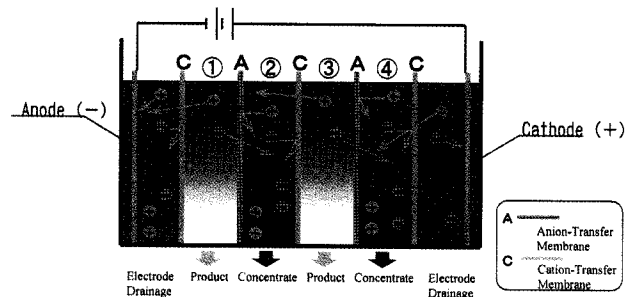 C ① A ② C ③ A ④ C
Anode (-)
Cathode (+)
A
Anion-Transfer
Membrane
C
Cation-Transfer
Membrane
Electrode
Drainage
Product
Concentrate
Product
Concentrate
Electrode
Drainage